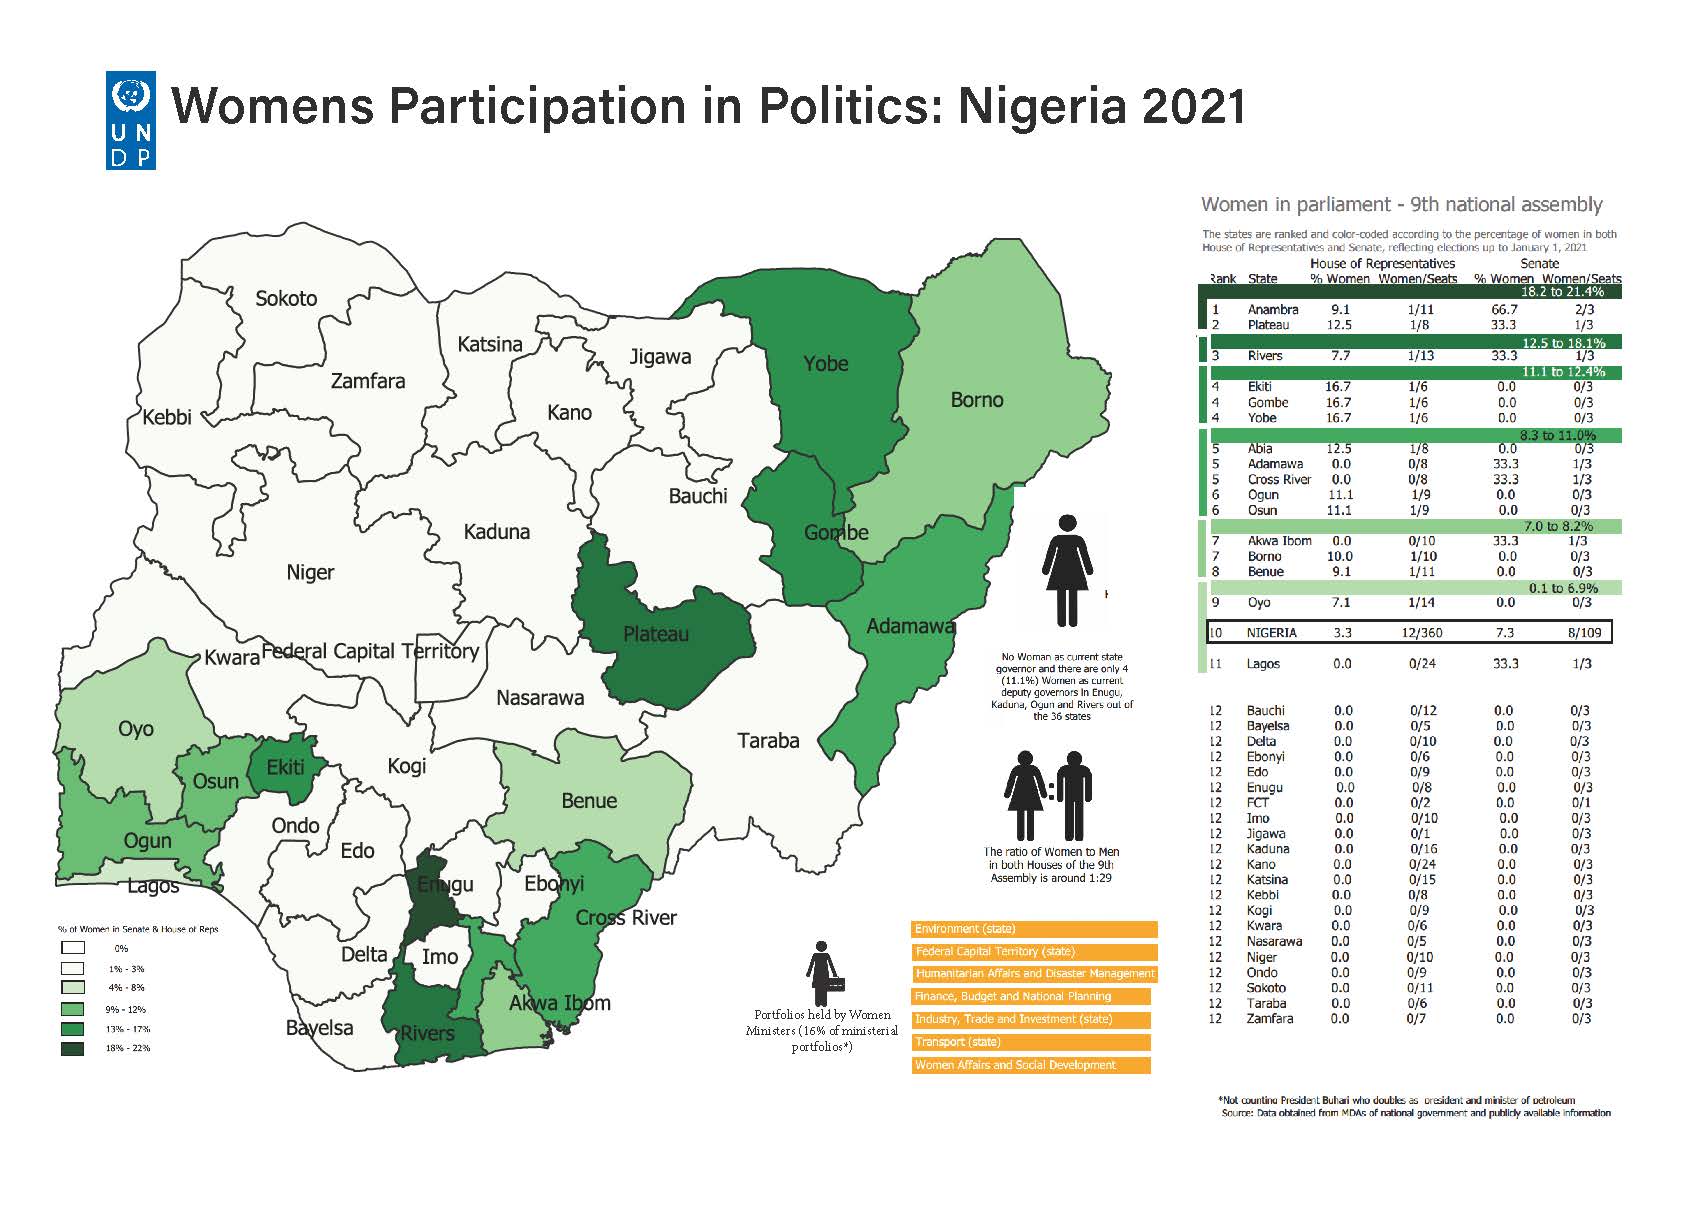 UN
DP
Womens Participation in Politics: Nigeria 2021
Sokoto
Katsina
Jigawa
Yobe
Zamfara
Borno
Kano
Kebbi
Bauchi
Kaduna
Gombe
Niger
Adamawa
Plateau
Kwara
Federal Capital Territory
Nasarawa
Oyo
Taraba
Kogi
Ekiti
Osun
Benue
Ondo
Ogun
Edo
Lagos
Enugu
Ebonyi
Cross River
Delta
Imo
Akwa Ibom
Bayelsa
Rivers
% of Women in Senate & House of Reps
0%
1% - 3%
4% - 8%
9% - 12%
13% - 17%
18% - 22%
No Woman as current state
governor and there are only 4
(11.1%) Women as current
deputy governors in Enugu,
Kaduna, Ogun and Rivers out of
the 36 states
The ratio of Women to Men
in both Houses of the 9th
Assembly is around 1:29
Portfolios held by Women
Ministers (16% of ministerial
portfolios*)
Environment (state)
Federal Capital Territory (state)
Humanitarian Affairs and Disaster Management
Finance, Budget and National Planning
Industry, Trade and Investment (state)
Transport (state)
Women Affairs and Social Development
Women in parliament - 9th national assembly
The states are ranked and color-coded according to the percentage of women in both
House of Representatives and Senate, reflecting elections up to January 1, 2021
House of Representatives Senate
Rank State % Women Women/Seats % Women Women/Seats
18.2 to 21.4%
1 Anambra 9.1 1/11 66.7 2/3
2 Plateau 12.5 1/8 33.3 1/3
12.5 to 18.1%
3 Rivers 7.7 1/13 33.3 1/3
11.1 to 12.4%
4 Ekiti 16.7 1/6 0.0 0/3
4 Gombe 16.7 1/6 0.0 0/3
4 Yobe 16.7 1/6 0.0 0/3
8.3 to 11.0%
5 Abia 12.5 1/8 0.0 0/3
5 Adamawa 0.0 0/8 33.3 1/3
5 Cross River 0.0 0/8 33.3 1/3
6 Ogun 11.1 1/9 0.0 0/3
6 Osun 11.1 1/9 0.0 0/3
7.0 to 8.2%
7 Akwa Ibom 0.0 0/10 33.3 1/3
7 Borno 10.0 1/10 0.0 0/3
8 Benue 9.1 1/11 0.0 0/3
0.1 to 6.9%
9 Oyo 7.1 1/14 0.0 0/3
10 NIGERIA 3.3 12/360 7.3 8/109
11 Lagos 0.0 0/24 33.3 1/3
12 Bauchi 0.0 0/12 0.0 0/3
12 Bayelsa 0.0 0/5 0.0 0/3
12 Delta 0.0 0/10 0.0 0/3
12 Ebonyi 0.0 0/6 0.0 0/3
12 Edo 0.0 0/9 0.0 0/3
12 Enugu 0.0 0/8 0.0 0/3
12 FCT 0.0 0/2 0.0 0/1
12 Imo 0.0 0/10 0.0 0/3
12 Jigawa 0.0 0/1 0.0 0/3
12 Kaduna 0.0 0/16 0.0 0/3
12 Kano 0.0 0/24 0.0 0/3
12 Katsina 0.0 0/15 0.0 0/3
12 Kebbi 0.0 0/8 0.0 0/3
12 Kogi 0.0 0/9 0.0 0/3
12 Kwara 0.0 0/6 0.0 0/3
12 Nasarawa 0.0 0/5 0.0 0/3
12 Niger 0.0 0/10 0.0 0/3
12 Ondo 0.0 0/9 0.0 0/3
12 Sokoto 0.0 0/11 0.0 0/3
12 Taraba 0.0 0/6 0.0 0/3
12 Zamfara 0.0 0/7 0.0 0/3
*Not counting President Buhari who doubles as president and minister of petroleum
Source: Data obtained from MDAs of national government and publicly available information